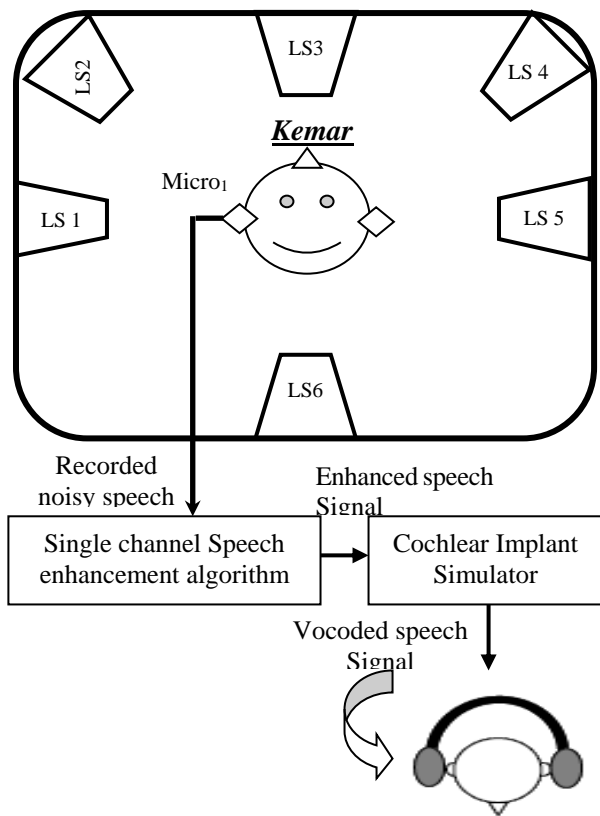 LS3
LS2
LS 4
Kemar
Micro₁
LS 1
LS 5
LS6
Recorded
noisy speech
Enhanced speech
Signal
Single channel Speech
enhancement algorithm
Cochlear Implant
Simulator
Vocoded speech
Signal